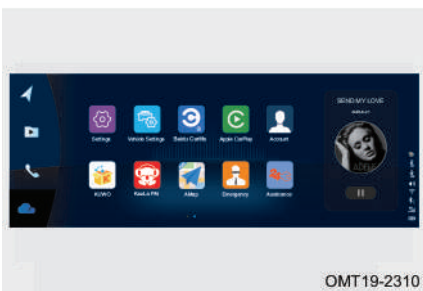 SEND MY LOVE
Settings
Vehicle Settings
Baidu CarLife
Apple CarPlay
Account
ADELE
KUWO
Kaola FM
AMap
Emergency
Assistance
OMT19-2310